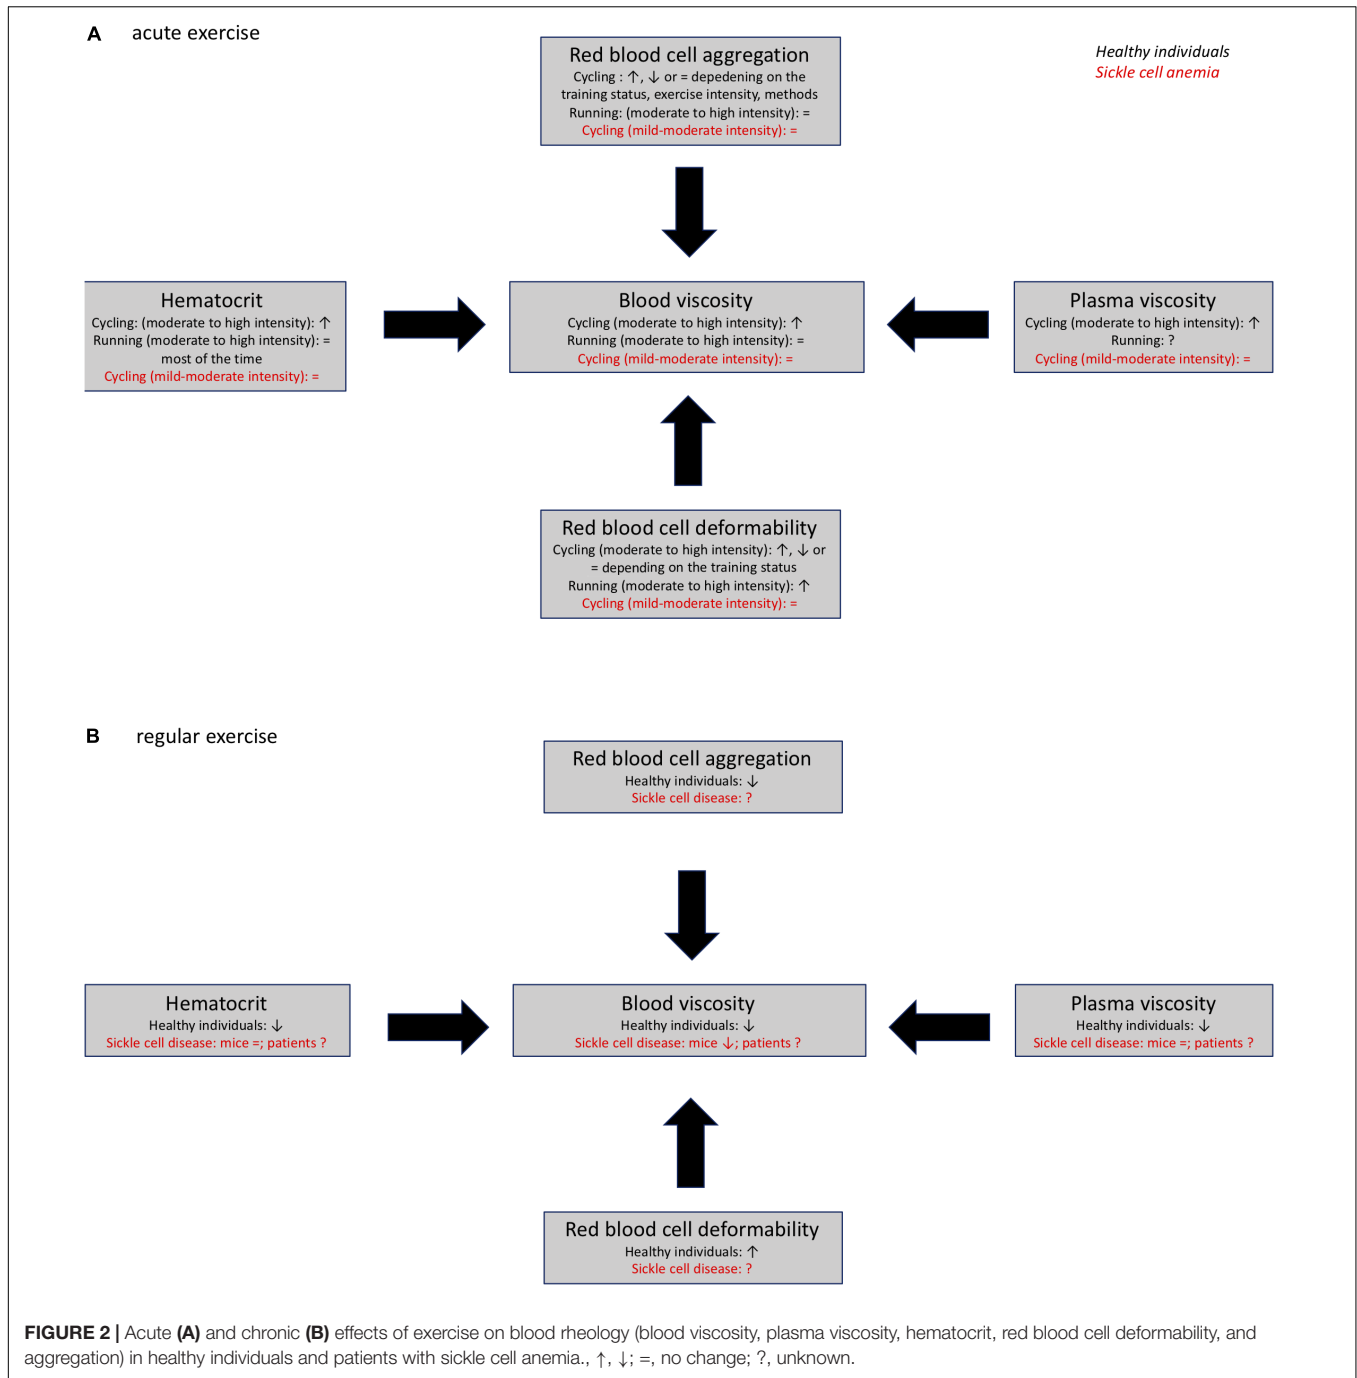 A acute exercise
Healthy individuals
Sickle cell anemia
Red blood cell aggregation
Cycling : ↑, ↓ or = depedening on the
training status, exercise intensity, methods
Running: (moderate to high intensity): =
Cycling (mild-moderate intensity): =
Hematocrit
Cycling: (moderate to high intensity): ↑
Running (moderate to high intensity): =
most of the time
Cycling (mild-moderate intensity): =
Blood viscosity
Cycling (moderate to high intensity): ↑
Running (moderate to high intensity): =
Cycling (mild-moderate intensity): =
Plasma viscosity
Cycling (moderate to high intensity): ↑
Running: ?
Cycling (mild-moderate intensity): =
Red blood cell deformability
Cycling (moderate to high intensity): ↑, ↓ or
= depending on the training status
Running (moderate to high intensity): ↑
Cycling (mild-moderate intensity): =
B regular exercise
Red blood cell aggregation
Healthy individuals: ↓
Sickle cell disease: ?
Hematocrit
Healthy individuals: ↓
Sickle cell disease: mice =; patients ?
Blood viscosity
Healthy individuals: ↓
Sickle cell disease: mice ↓; patients ?
Plasma viscosity
Healthy individuals: ↓
Sickle cell disease: mice =; patients ?
Red blood cell deformability
Healthy individuals: ↑
Sickle cell disease: ?
FIGURE 2 | Acute (A) and chronic (B) effects of exercise on blood rheology (blood viscosity, plasma viscosity, hematocrit, red blood cell deformability, and
aggregation) in healthy individuals and patients with sickle cell anemia., ↑, ↓; =, no change; ?, unknown.